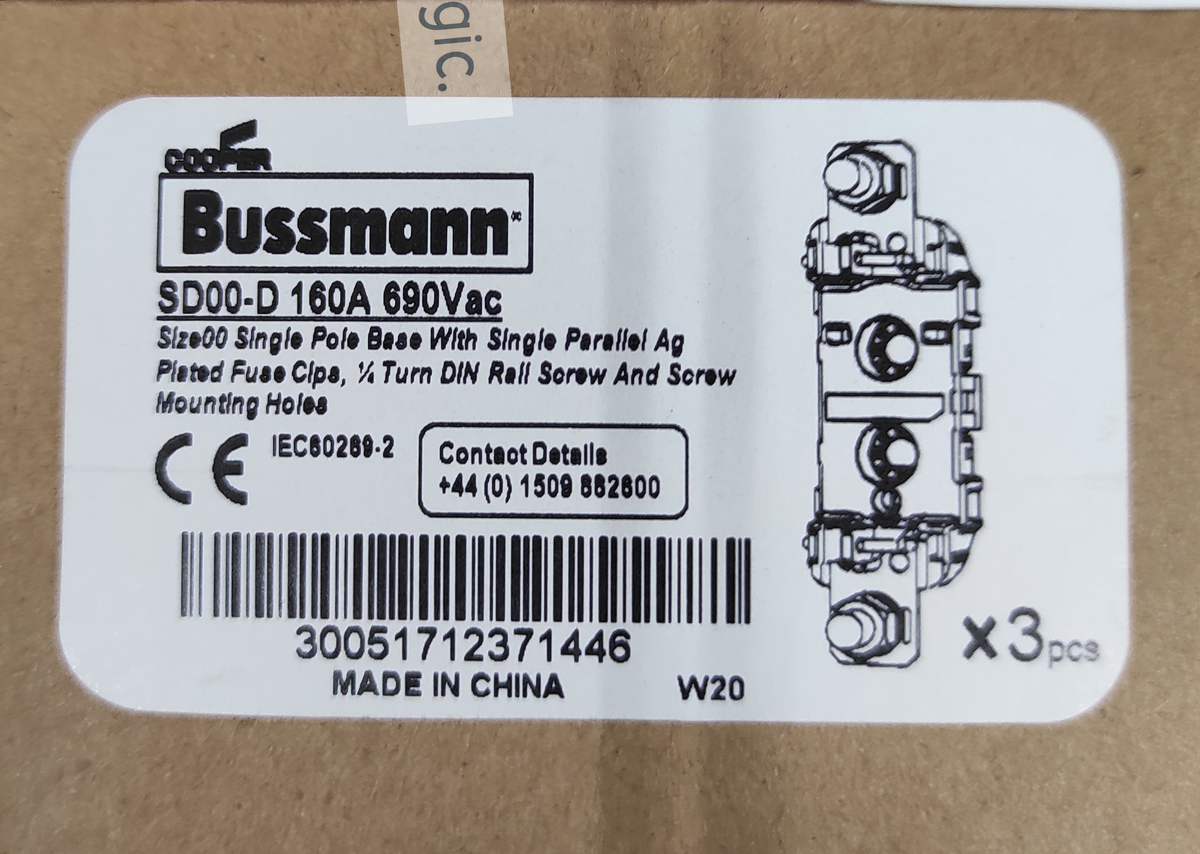 gic.
COOPER
Bussmann®
SD00-D 160A 690Vac
Size00 Single Pole Base With Single Parallel Ag
Plated Fuse Clps, ¼ Turn DIN Rail Screw And Screw
Mounting Holes
CE
IEC60269-2
Contact Details
+44 (0) 1509 882600
30051712371446
MADE IN CHINA
W20
x3pcs